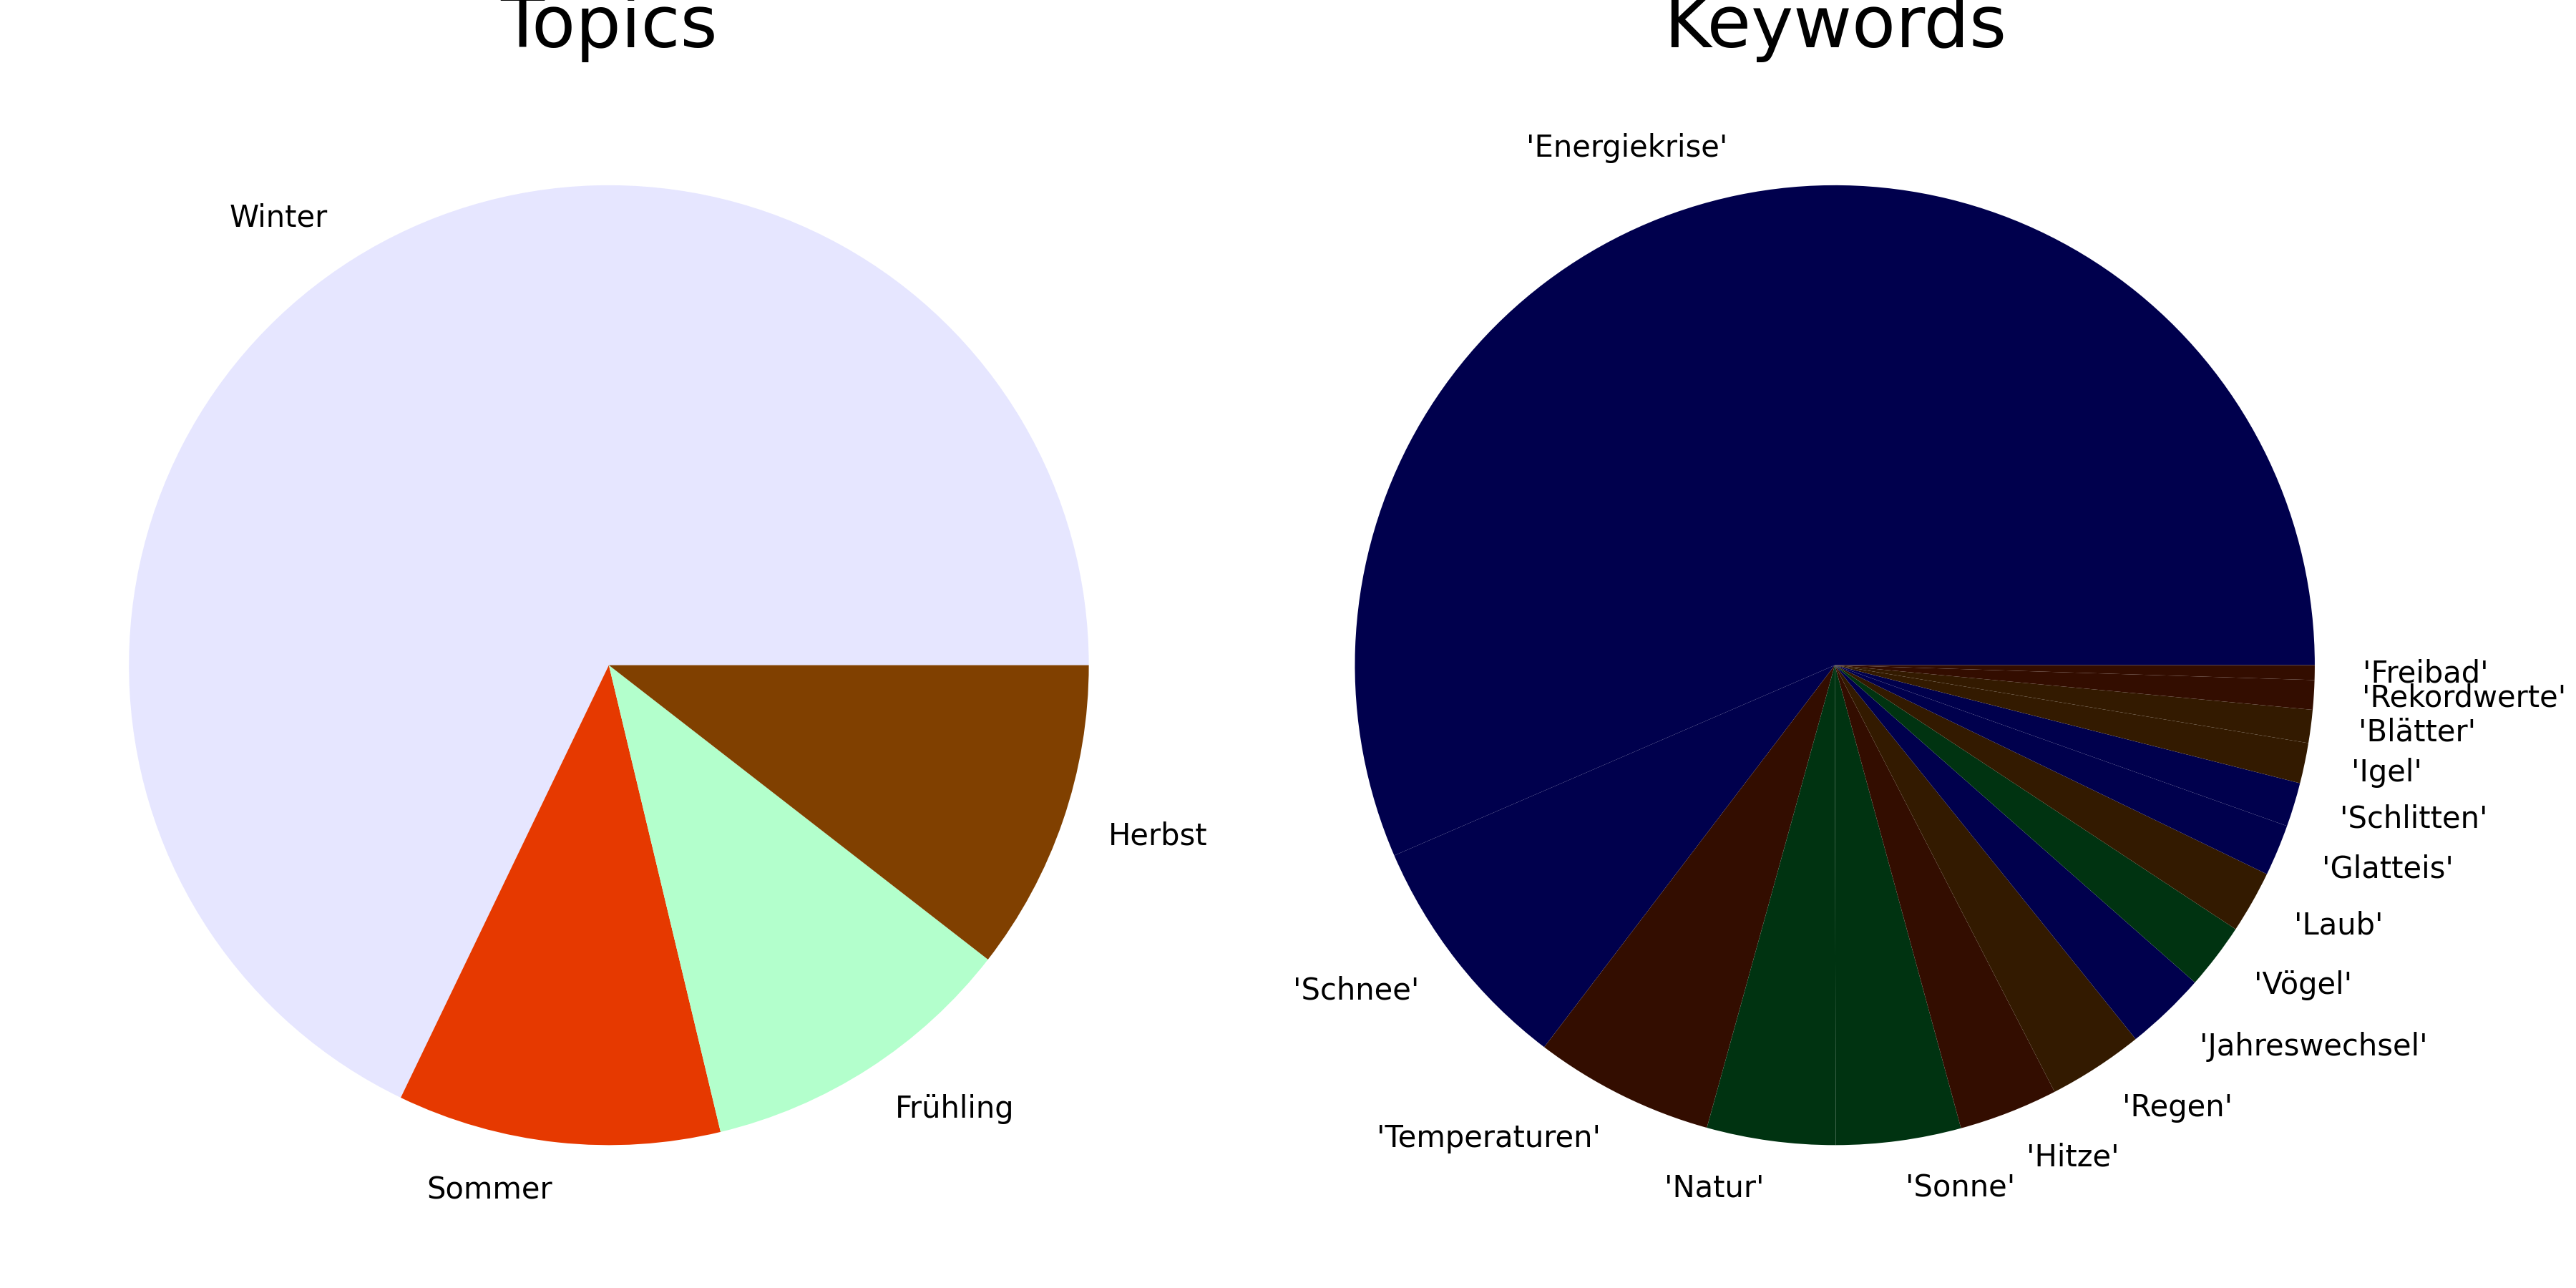 Topics
Winter
Herbst
Frühling
Sommer
Keywords
'Energiekrise'
'Freibad'
'Rekordwerte'
'Blätter'
'Igel'
'Schlitten'
'Glatteis'
'Laub'
'Vögel'
'Schnee'
'Jahreswechsel'
'Regen'
'Temperaturen'
'Hitze'
'Natur'
'Sonne'